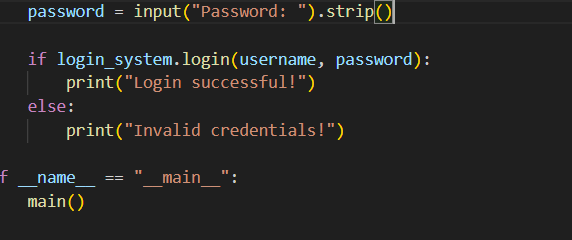 password = input("Password: ").strip()
if login_system.login(username, password):
print("Login successful!")
else:
print("Invalid credentials!")
f __name__ == "__main__":
main()